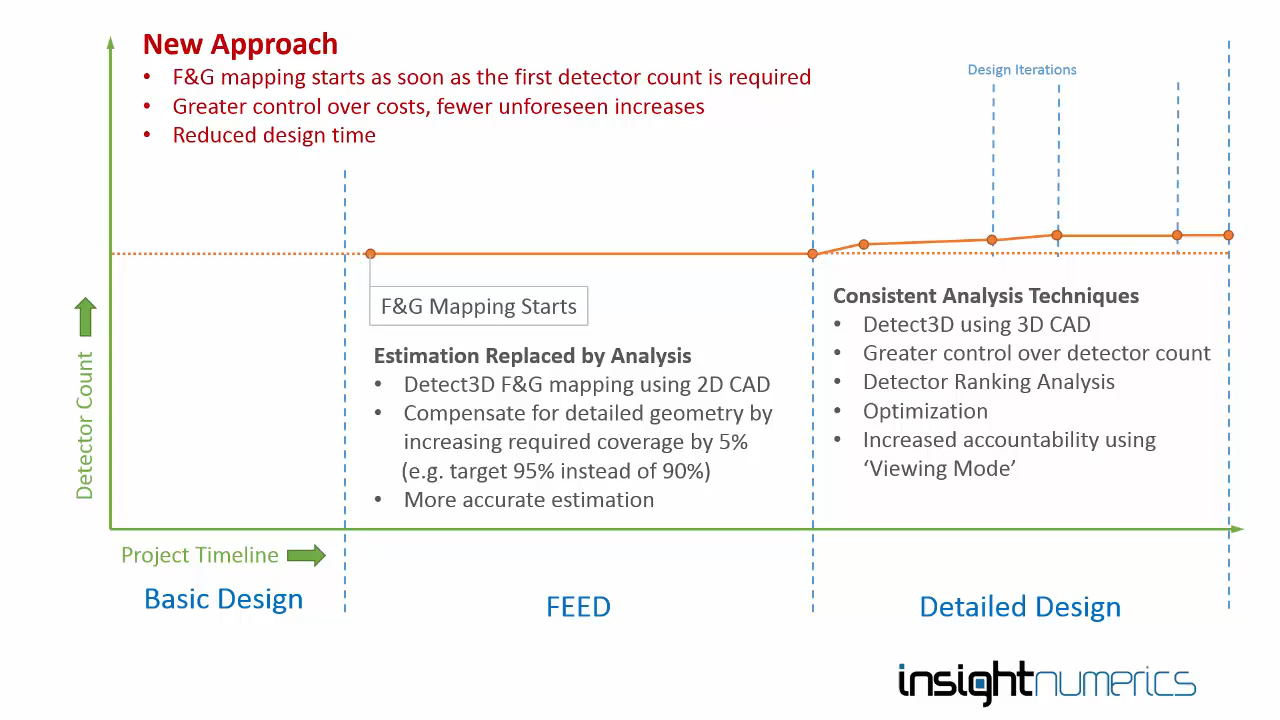 New Approach
• F&G mapping starts as soon as the first detector count is required
• Greater control over costs, fewer unforeseen increases
• Reduced design time
Design Iterations
Detector Count
F&G Mapping Starts
Estimation Replaced by Analysis
• Detect3D F&G mapping using 2D CAD
• Compensate for detailed geometry by
increasing required coverage by 5%
(e.g. target 95% instead of 90%)
• More accurate estimation
Consistent Analysis Techniques
• Detect3D using 3D CAD
• Greater control over detector count
• Detector Ranking Analysis
• Optimization
• Increased accountability using
‘Viewing Mode’
Project Timeline
Basic Design
FEED
Detailed Design
insightnumerics